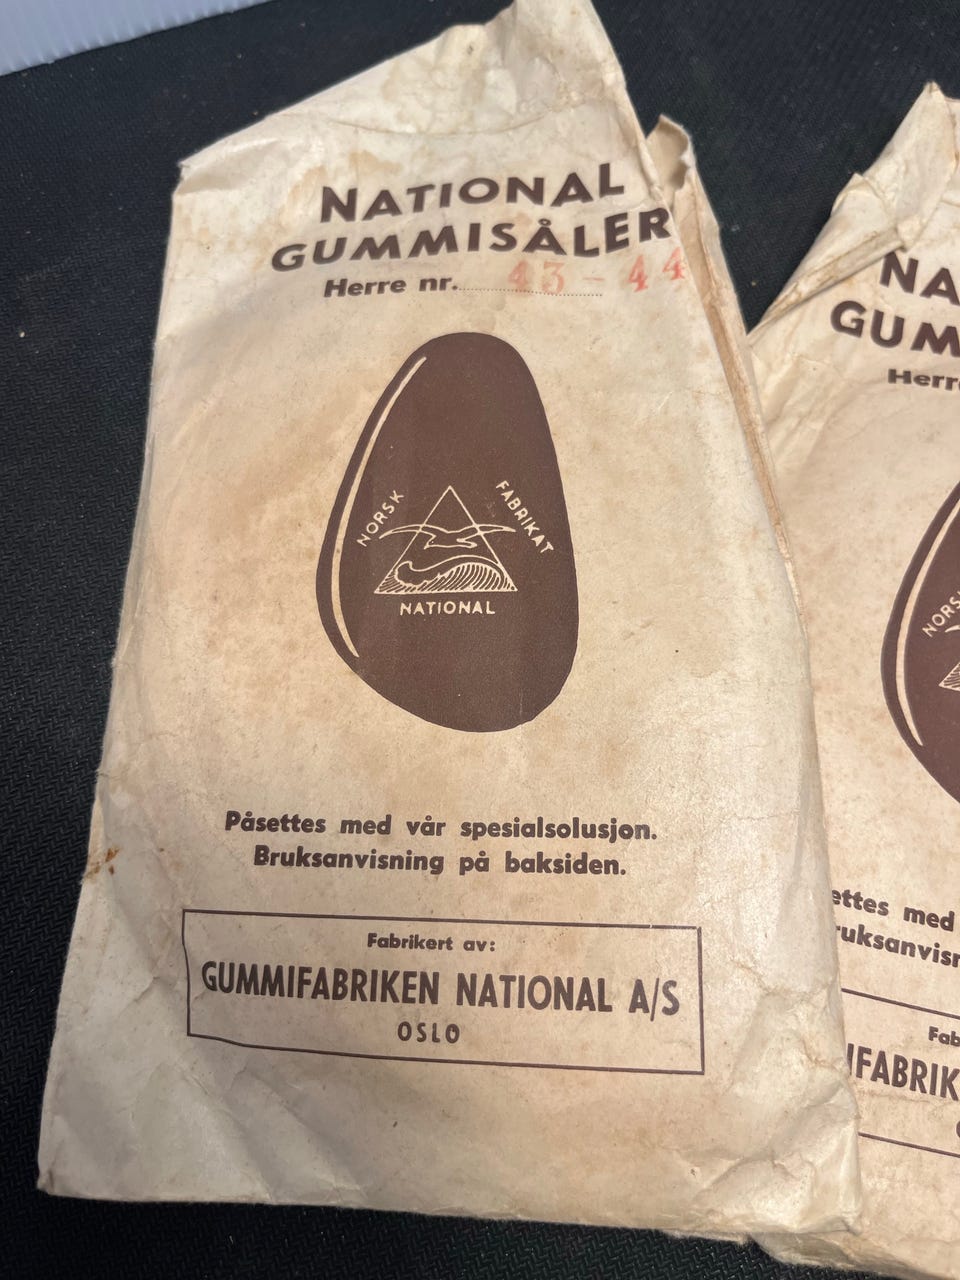 NATIONAL
GUMMISÅLER
Herre nr. 43 - 44
NORSK FABRIKAT
NATIONAL
Påsettes med vår spesialsolusjon.
Bruksanvisning på baksiden.
Fabrikert av:
GUMMIFABRIKEN NATIONAL A/S
OSLO
NA
GUM
Herre
NORS
ettes med
ruksanvisn
Fab
IFABRIK